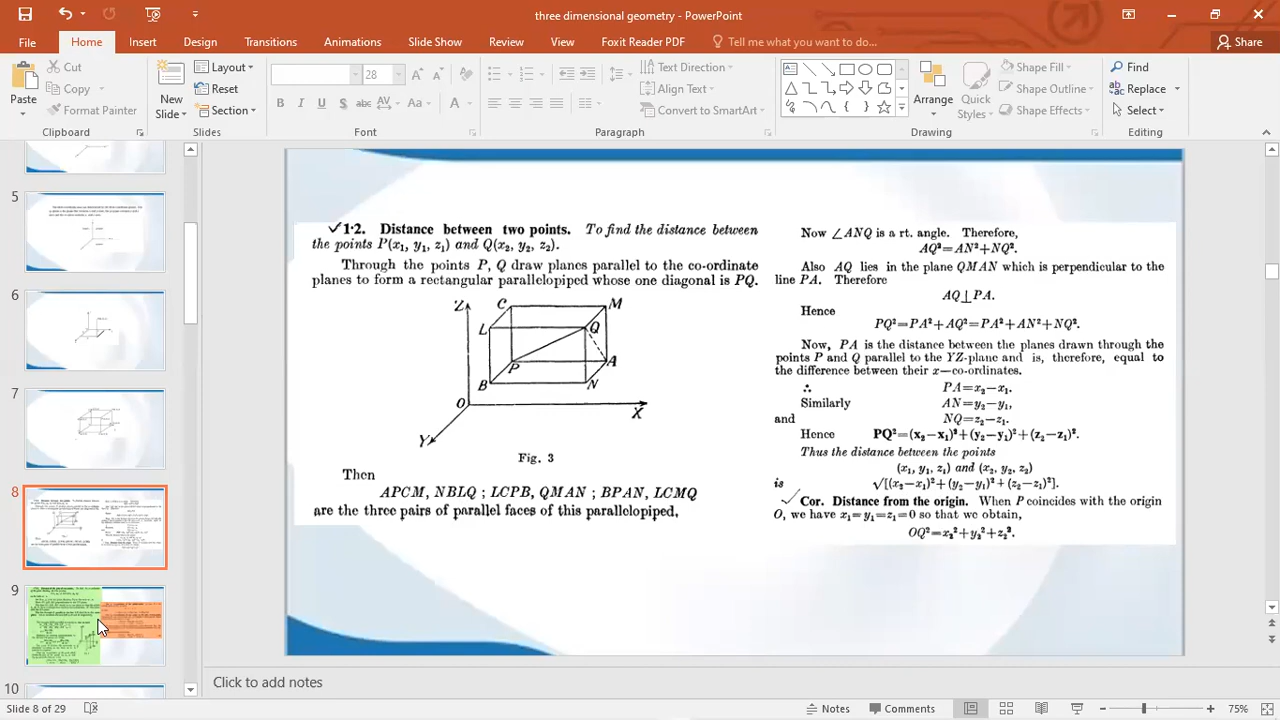 three dimensional geometry - PowerPoint
File Home Insert Design Transitions Animations Slide Show Review View Foxit Reader PDF Tell me what you want to do... Share
Cut
Copy
Format Painter
Paste
Clipboard
New Slide
Layout
Reset
Section
Slides
28
B I U S abc AV Aa A
Font
Text Direction
Align Text
Convert to SmartArt
Paragraph
Arrange
Quick Styles
Shape Fill
Shape Outline
Shape Effects
Drawing
Find
Replace
Select
Editing
5
6
7
8
9
10
✓1·2. Distance between two points. To find the distance between
the points P(x₁, y₁, z₁) and Q(x₂, y₂, z₂).
Through the points P, Q draw planes parallel to the co-ordinate
planes to form a rectangular parallelopiped whose one diagonal is PQ.
Z C M
L Q
P A
B N
O X
Y
Fig. 3
Then
APCM, NBLQ ; LCPB, QMAN ; BPAN, LCMQ
are the three pairs of parallel faces of this parallelopiped,
Now ∠ANQ is a rt. angle. Therefore,
AQ²=AN²+NQ².
Also AQ lies in the plane QMAN which is perpendicular to the
line PA. Therefore
AQ⊥PA.
Hence
PQ²=PA²+AQ²=PA²+AN²+NQ².
Now, PA is the distance between the planes drawn through the
points P and Q parallel to the YZ-plane and is, therefore, equal to
the difference between their x—co-ordinates.
∴ PA=x₂—x₁.
Similarly AN=y₂—y₁,
and NQ=z₂—z₁.
Hence PQ²=(x₂—x₁)²+(y₂—y₁)²+(z₂—z₁)².
Thus the distance between the points
(x₁, y₁, z₁) and (x₂, y₂, z₂)
is √[(x₂—x₁)²+(y₂—y₁)²+(z₂—z₁)²].
✓Cor. Distance from the origin. When P coincides with the origin
O, we have x₁=y₁=z₁=0 so that we obtain,
OQ²=x₂²+y₂²+z₂².
Click to add notes
Slide 8 of 29
Notes
Comments
75%